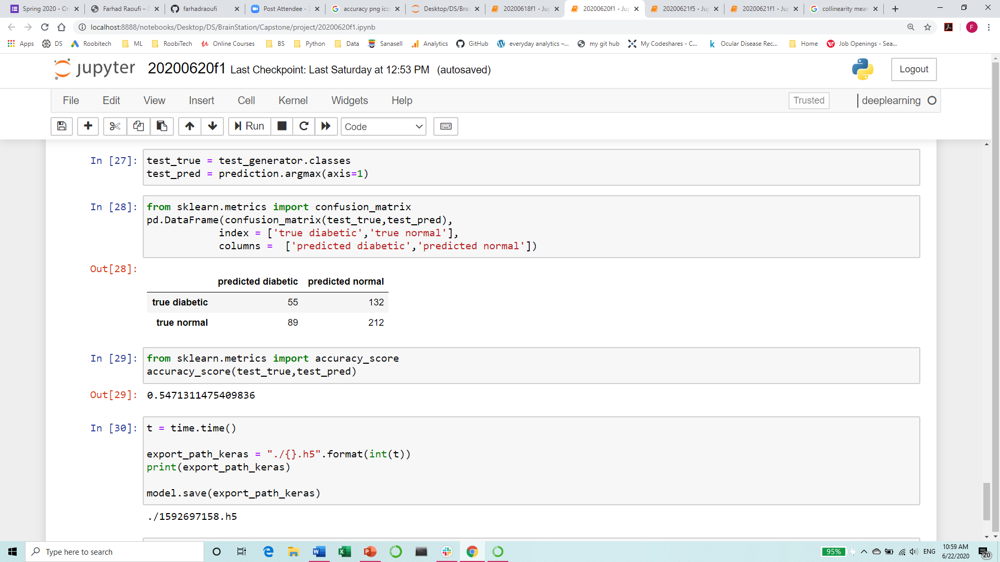 Spring 2020 - On
Farhad Raoufi – D
farhadraoufi
Post Attendee - Z
accuracy png ico
Desktop/DS/Brai
20200618f1 - Jup
20200620f1 - Jup
20200621f5 - Jup
20200621f1 - Jup
collinearity mean
localhost:8888/notebooks/Desktop/DS/BrainStation/Capstone/project/20200620f1.ipynb
F
Apps DS Roobitech ML RoobiTech Online Courses BS Python Data Sanasell Analytics GitHub everyday analytics –... my git hub My Codeshares - C... Ocular Disease Rec... Home Job Openings - Sea...
jupyter 20200620f1 Last Checkpoint: Last Saturday at 12:53 PM (autosaved)
Logout
File Edit View Insert Cell Kernel Widgets Help
Trusted
deeplearning
Run
Code
In [27]: test_true = test_generator.classes
test_pred = prediction.argmax(axis=1)
In [28]: from sklearn.metrics import confusion_matrix
pd.DataFrame(confusion_matrix(test_true,test_pred),
index = ['true diabetic','true normal'],
columns =  ['predicted diabetic','predicted normal'])
Out[28]:
predicted diabetic predicted normal
true diabetic 55 132
true normal 89 212
In [29]: from sklearn.metrics import accuracy_score
accuracy_score(test_true,test_pred)
Out[29]: 0.5471311475409836
In [30]: t = time.time()
export_path_keras = "./{}.h5".format(int(t))
print(export_path_keras)
model.save(export_path_keras)
./1592697158.h5
Type here to search
95%
ENG
10:59 AM
6/22/2020
20